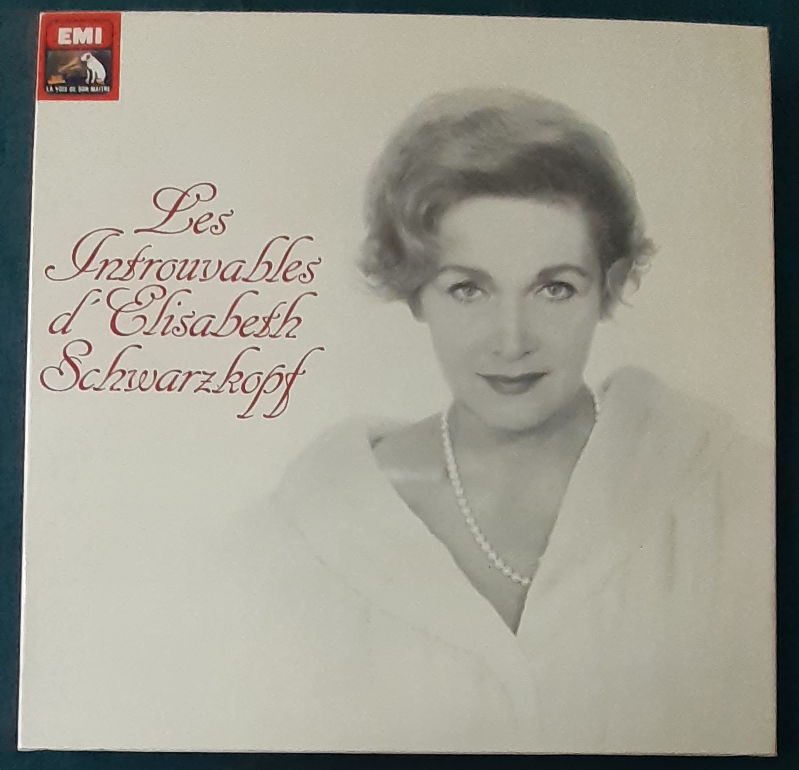 EMI
LA VOIX DE SON MAITRE
Les
Introuvables
d'Elisabeth
Schwarzkopf